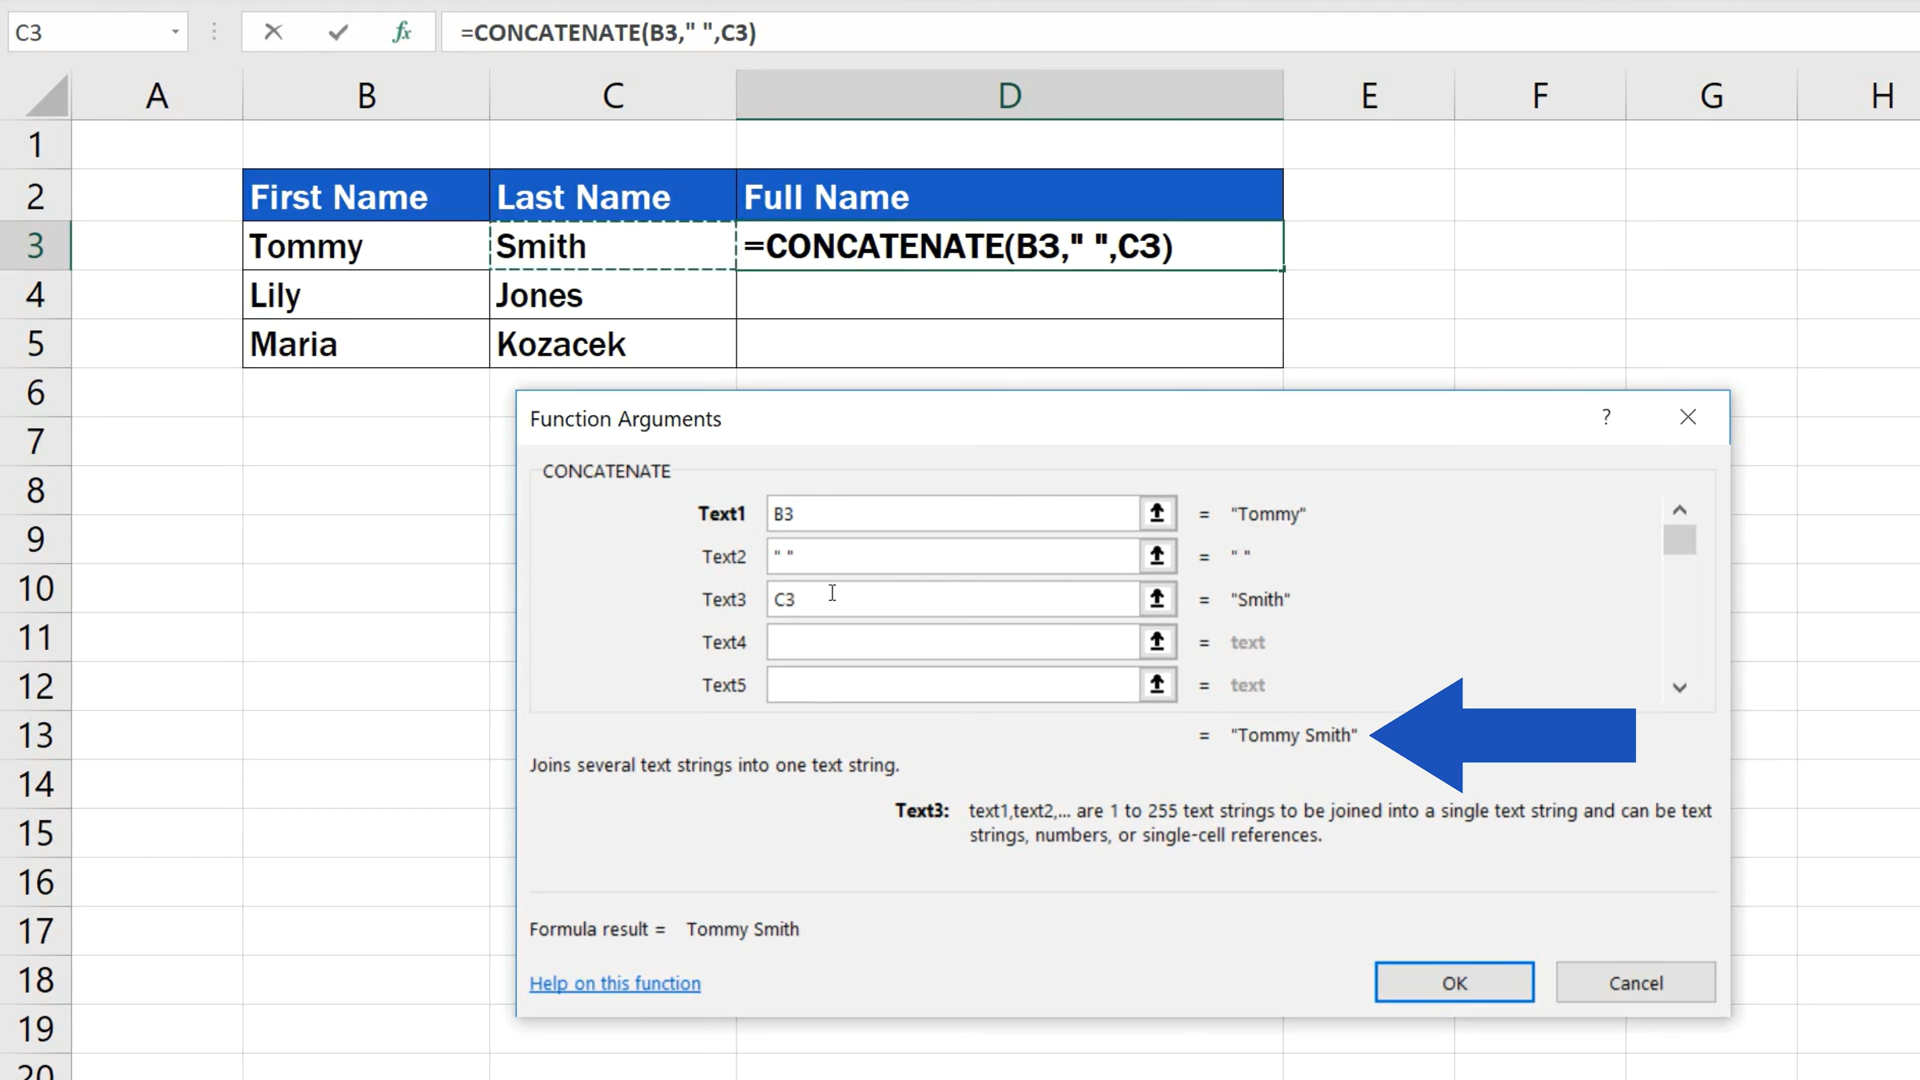 C3 =CONCATENATE(B3," ",C3)
A B C D E F G H
1
2 First Name Last Name Full Name
3 Tommy Smith =CONCATENATE(B3," ",C3)
4 Lily Jones
5 Maria Kozacek
6
7
8
9
10
11
12
13
14
15
16
17
18
19
20
Function Arguments ?
CONCATENATE
Text1 B3 = "Tommy"
Text2 " " = " "
Text3 C3 = "Smith"
Text4 = text
Text5 = text
= "Tommy Smith"
Joins several text strings into one text string.
Text3: text1,text2,... are 1 to 255 text strings to be joined into a single text string and can be text
strings, numbers, or single-cell references.
Formula result = Tommy Smith
Help on this function OK Cancel